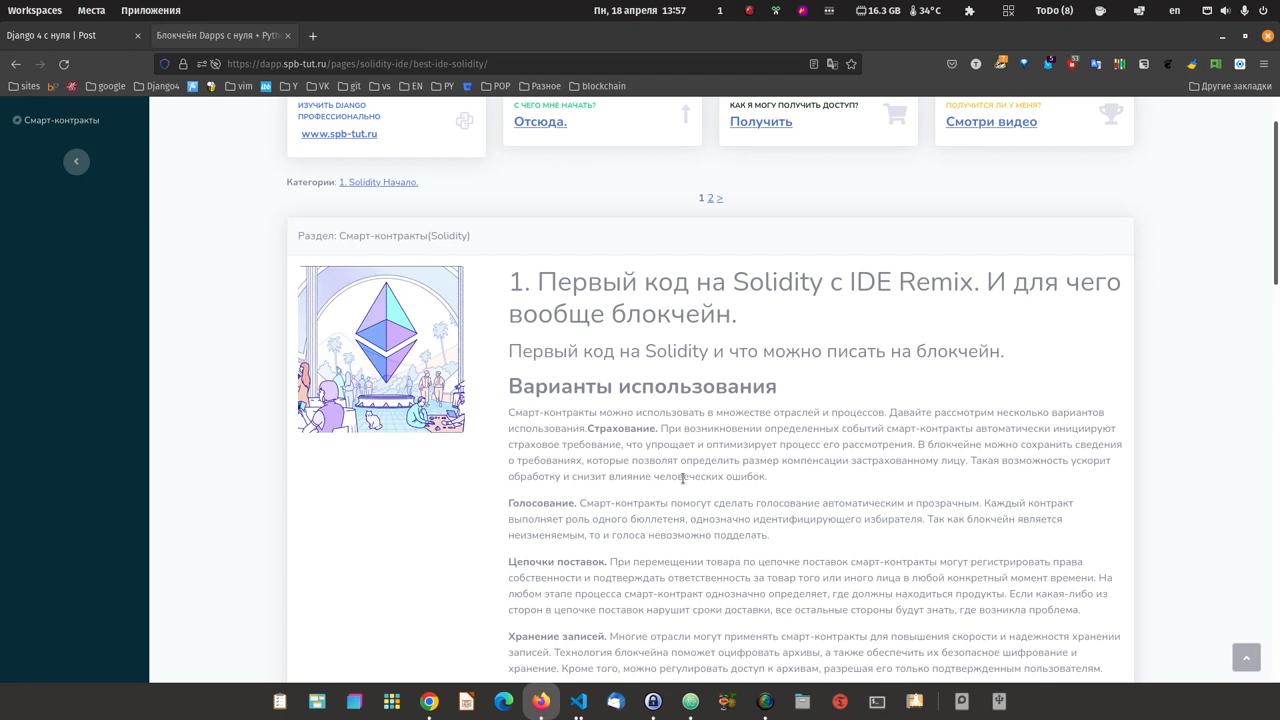 Workspaces Applications Пн, 18 апреля 13:57 1 16.3 GB 34°C ToDo (8) en
Django 4 с нуля | Post × Блокчейн Dapps с нуля + Pyth × +
https://dapp.spb-tut.ru/pages/solidity-ide/best-ide-solidity/
sites google Django4 vim Y VK git vs EN PY POP Разное blockchain Другие закладки
Смарт-контракты
ИЗУЧИТЬ DJANGO
ПРОФЕССИОНАЛЬНО
www.spb-tut.ru
С ЧЕГО МНЕ НАЧАТЬ?
Отсюда.
КАК Я МОГУ ПОЛУЧИТЬ ДОСТУП?
Получить
ПОЛУЧИТСЯ ЛИ У МЕНЯ?
Смотри видео
Категории: 1. Solidity Начало.
1 2 >
Раздел: Смарт-контракты(Solidity)
1. Первый код на Solidity с IDE Remix. И для чего
вообще блокчейн.
Первый код на Solidity и что можно писать на блокчейн.
Варианты использования
Смарт-контракты можно использовать в множестве отраслей и процессов. Давайте рассмотрим несколько вариантов
использования.Страхование. При возникновении определенных событий смарт-контракты автоматически инициируют
страховое требование, что упрощает и оптимизирует процесс его рассмотрения. В блокчейне можно сохранить сведения
о требованиях, которые позволят определить размер компенсации застрахованному лицу. Такая возможность ускорит
обработку и снизит влияние человеческих ошибок.
Голосование. Смарт-контракты помогут сделать голосование автоматическим и прозрачным. Каждый контракт
выполняет роль одного бюллетеня, однозначно идентифицирующего избирателя. Так как блокчейн является
неизменяемым, то и голоса невозможно подделать.
Цепочки поставок. При перемещении товара по цепочке поставок смарт-контракты могут регистрировать права
собственности и подтверждать ответственность за товар того или иного лица в любой конкретный момент времени. На
любом этапе процесса смарт-контракт однозначно определяет, где должны находиться продукты. Если какая-либо из
сторон в цепочке поставок нарушит сроки доставки, все остальные стороны будут знать, где возникла проблема.
Хранение записей. Многие отрасли могут применять смарт-контракты для повышения скорости и надежностя хранении
записей. Технология блокчейна поможет оцифровать архивы, а также обеспечить их безопасное шифрование и
хранение. Кроме того, можно регулировать доступ к архивам, разрешая его только подтвержденным пользователям.